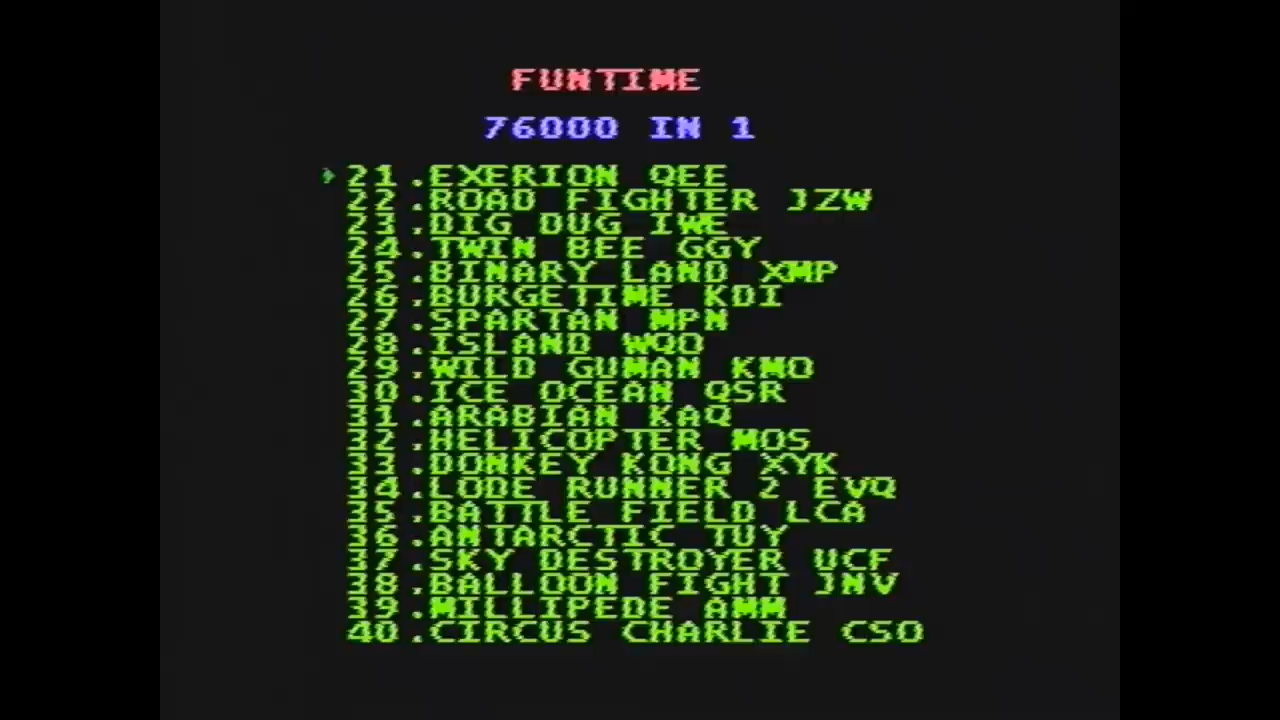 FUNTIME
76000 IN 1
21.EXERION QEE
22.ROAD FIGHTER JZW
23.DIG DUG IWE
24.TWIN BEE GGY
25.BINARY LAND XMP
26.BURGETIME KDI
27.SPARTAN MPN
28.ISLAND WQO
29.WILD GUMAN KMO
30.ICE OCEAN QSR
31.ARABIAN KAQ
32.HELICOPTER MOS
33.DONKEY KONG XYK
34.LODE RUNNER 2 EVQ
35.BATTLE FIELD LCA
36.ANTARCTIC TUY
37.SKY DESTROYER UCF
38.BALLOON FIGHT JNV
39.MILLIPEDE AMM
40.CIRCUS CHARLIE CSO